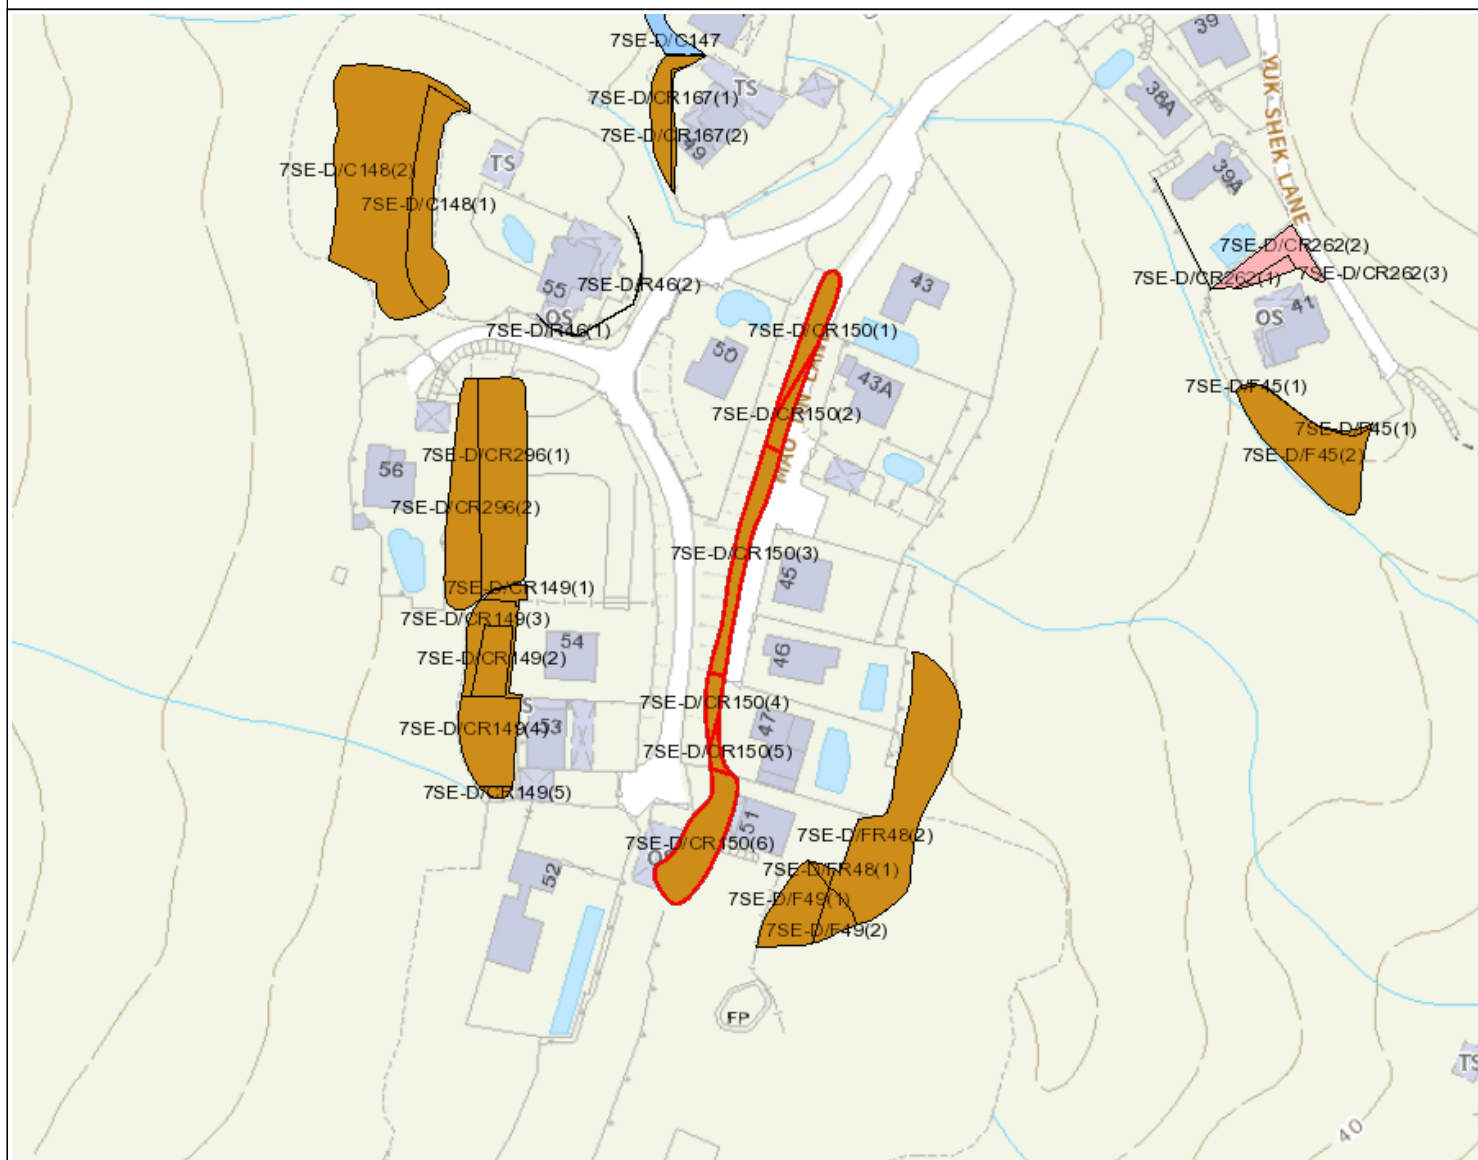 7SE-D/C147
39
TS
7SE-D/CR167(1)
38A
YUK SHEK LANE
7SE-D/CR167(2)
49
TS
7SE-D/C148(2)
39A
7SE-D/C148(1)
7SE-D/CR262(2)
7SE-D/CR262(1)
7SE-D/CR262(3)
7SE-D/R46(2)
43
55
41
OS
OS
7SE-D/R46(1)
7SE-D/CR150(1)
50
43A
7SE-D/F45(1)
7SE-D/CR150(2)
7SE-D/F45(1)
7SE-D/CR296(1)
7SE-D/F45(2)
56
7SE-D/CR296(2)
7SE-D/CR150(3)
45
7SE-D/CR149(1)
7SE-D/CR149(3)
54
7SE-D/CR149(2)
46
7SE-D/CR150(4)
7SE-D/CR149(4)
53
47
7SE-D/CR150(5)
7SE-D/CR149(5)
51
7SE-D/FR48(2)
7SE-D/CR150(6)
7SE-D/FR48(1)
52
7SE-D/F49(1)
7SE-D/F49(2)
FP
TS
40